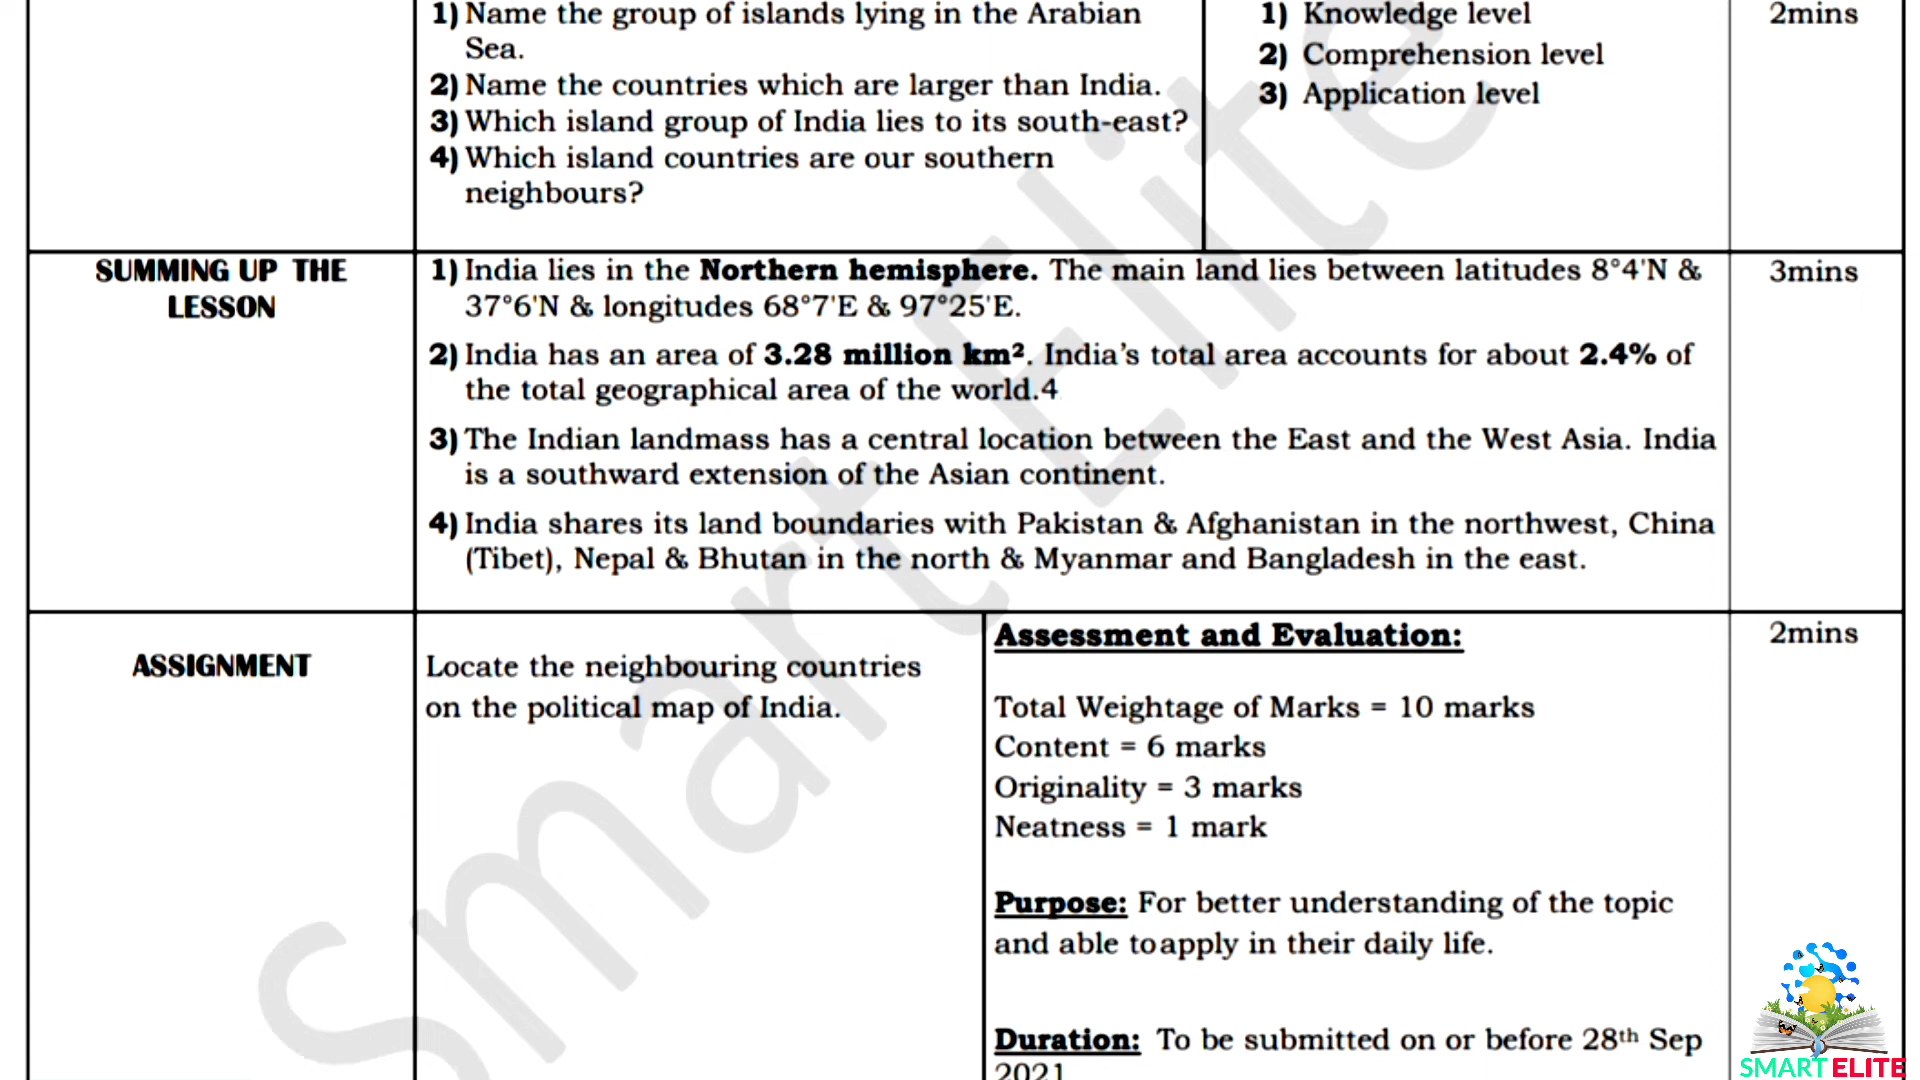 1) Name the group of islands lying in the Arabian
Sea.
2) Name the countries which are larger than India.
3) Which island group of India lies to its south-east?
4) Which island countries are our southern
neighbours?
1) Knowledge level
2) Comprehension level
3) Application level
2mins
SUMMING UP THE
LESSON
1) India lies in the Northern hemisphere. The main land lies between latitudes 8°4'N &
37°6'N & longitudes 68°7'E & 97°25'E.
2) India has an area of 3.28 million km². India's total area accounts for about 2.4% of
the total geographical area of the world.4
3) The Indian landmass has a central location between the East and the West Asia. India
is a southward extension of the Asian continent.
4) India shares its land boundaries with Pakistan & Afghanistan in the northwest, China
(Tibet), Nepal & Bhutan in the north & Myanmar and Bangladesh in the east.
3mins
ASSIGNMENT
Locate the neighbouring countries
on the political map of India.
Assessment and Evaluation:
Total Weightage of Marks = 10 marks
Content = 6 marks
Originality = 3 marks
Neatness = 1 mark
Purpose: For better understanding of the topic
and able toapply in their daily life.
Duration: To be submitted on or before 28th Sep
2021
2mins
Smart Elite
SMART ELITE